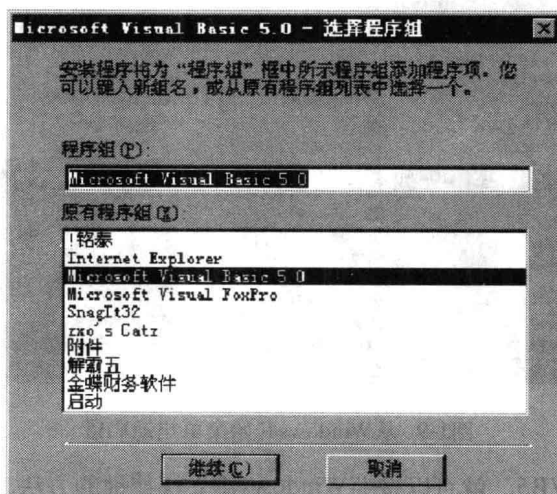 Microsoft Visual Basic 5.0 - 选择程序组
安装程序将为“程序组”框中所示程序组添加程序项。您
可以键入新组名，或从原有程序组列表中选择一个。
程序组(P):
Microsoft Visual Basic 5.0
原有程序组(X):
!铭泰
Internet Explorer
Microsoft Visual Basic 5.0
Microsoft Visual FoxPro
SnagIt32
附件
解霸五
金蝶财务软件
启动
继续(C)
取消